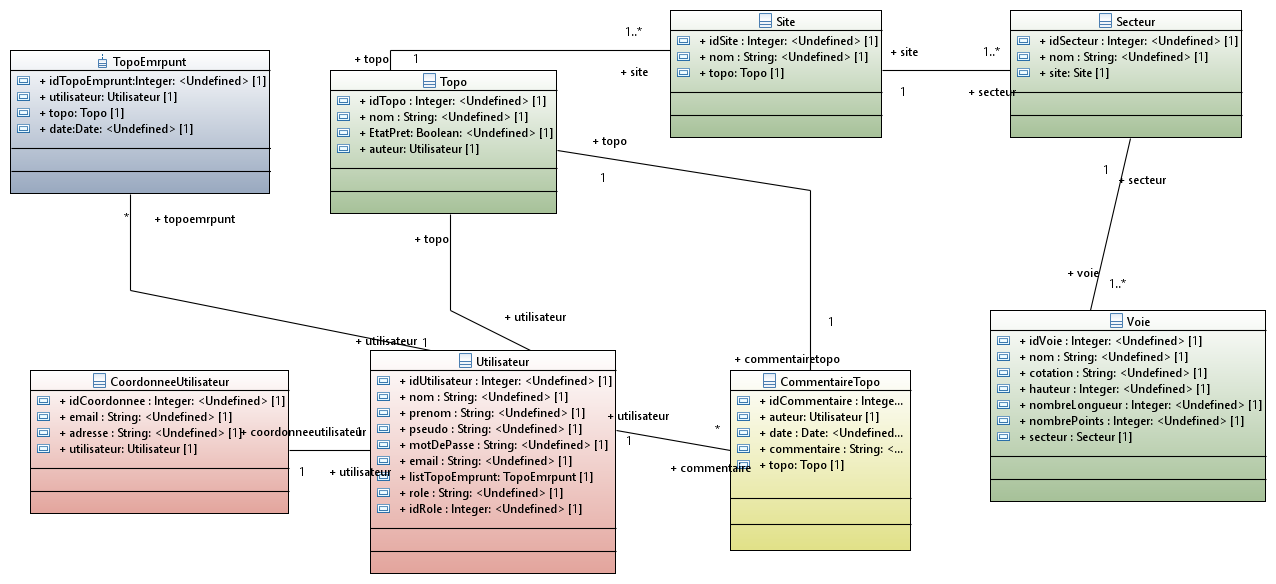 TopoEmrpunt
+ idTopoEmprunt:Integer: <Undefined> [1]
+ utilisateur: Utilisateur [1]
+ topo: Topo [1]
+ date:Date: <Undefined> [1]
+ topo
1
1..*
+ site
Topo
+ idTopo : Integer: <Undefined> [1]
+ nom : String: <Undefined> [1]
+ EtatPret: Boolean: <Undefined> [1]
+ auteur: Utilisateur [1]
Site
+ idSite : Integer: <Undefined> [1]
+ nom : String: <Undefined> [1]
+ topo: Topo [1]
+ site
1..*
1
+ secteur
Secteur
+ idSecteur : Integer: <Undefined> [1]
+ nom : String: <Undefined> [1]
+ site: Site [1]
+ topo
1
1
+ secteur
*
+ topoemrpunt
+ topo
+ voie
1..*
+ utilisateur
1
+ utilisateur
1
+ commentairetopo
Voie
+ idVoie : Integer: <Undefined> [1]
+ nom : String: <Undefined> [1]
+ cotation : String: <Undefined> [1]
+ hauteur : Integer: <Undefined> [1]
+ nombreLongueur : Integer: <Undefined> [1]
+ nombrePoints : Integer: <Undefined> [1]
+ secteur : Secteur [1]
CoordonneeUtilisateur
+ idCoordonnee : Integer: <Undefined> [1]
+ email : String: <Undefined> [1]
+ adresse : String: <Undefined> [1]
+ utilisateur: Utilisateur [1]
+ coordonneeutilisateur
1
1
+ utilisateur
Utilisateur
+ idUtilisateur : Integer: <Undefined> [1]
+ nom : String: <Undefined> [1]
+ prenom : String: <Undefined> [1]
+ pseudo : String: <Undefined> [1]
+ motDePasse : String: <Undefined> [1]
+ email : String: <Undefined> [1]
+ listTopoEmprunt: TopoEmrpunt [1]
+ role : String: <Undefined> [1]
+ idRole : Integer: <Undefined> [1]
+ utilisateur
1
*
+ commentaire
CommentaireTopo
+ idCommentaire : Intege...
+ auteur: Utilisateur [1]
+ date : Date: <Undefined...
+ commentaire : String: <...
+ topo: Topo [1]